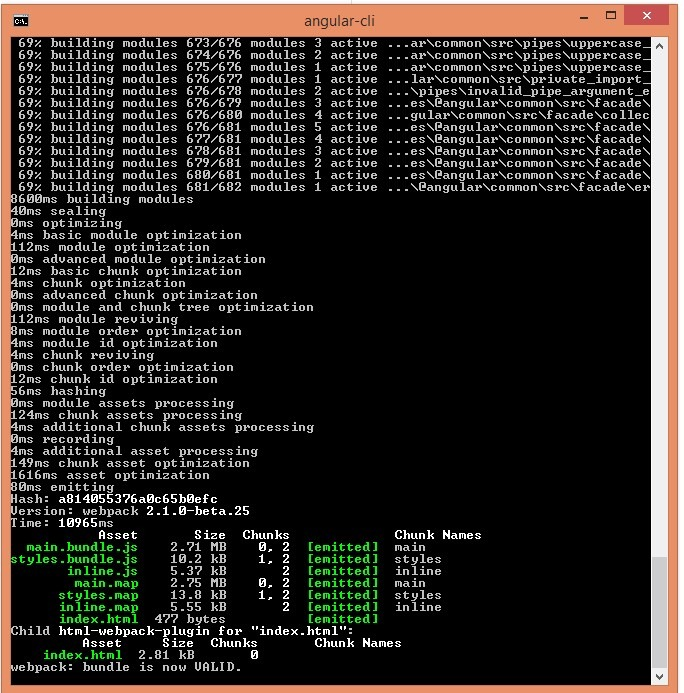 angular-cli
69% building modules 673/676 modules 3 active ...ar\common\src\pipes\uppercase_
69% building modules 674/676 modules 2 active ...ar\common\src\pipes\uppercase_
69% building modules 675/676 modules 1 active ...ar\common\src\pipes\uppercase_
69% building modules 676/677 modules 1 active ...lar\common\src\private_import_
69% building modules 676/678 modules 2 active ...\pipes\invalid_pipe_argument_e
69% building modules 676/679 modules 3 active ...es\@angular\common\src\facade\
69% building modules 676/680 modules 4 active ...gular\common\src\facade\collec
69% building modules 676/681 modules 5 active ...es\@angular\common\src\facade\
69% building modules 677/681 modules 4 active ...es\@angular\common\src\facade\
69% building modules 678/681 modules 3 active ...es\@angular\common\src\facade\
69% building modules 679/681 modules 2 active ...es\@angular\common\src\facade\
69% building modules 680/681 modules 1 active ...es\@angular\common\src\facade\
69% building modules 681/682 modules 1 active ...\@angular\common\src\facade\er
8600ms building modules
40ms sealing
0ms optimizing
4ms basic module optimization
112ms module optimization
0ms advanced module optimization
12ms basic chunk optimization
4ms chunk optimization
0ms advanced chunk optimization
0ms module and chunk tree optimization
112ms module reviving
8ms module order optimization
4ms module id optimization
4ms chunk reviving
0ms chunk order optimization
12ms chunk id optimization
56ms hashing
0ms module assets processing
124ms chunk assets processing
4ms additional chunk assets processing
0ms recording
4ms additional asset processing
149ms chunk asset optimization
1616ms asset optimization
80ms emitting
Hash: a814055376a0c65b0efc
Version: webpack 2.1.0-beta.25
Time: 10965ms
Asset Size Chunks Chunk Names
main.bundle.js 2.71 MB 0, 2 [emitted] main
styles.bundle.js 10.2 kB 1, 2 [emitted] styles
inline.js 5.37 kB 2 [emitted] inline
main.map 2.75 MB 0, 2 [emitted] main
styles.map 13.8 kB 1, 2 [emitted] styles
inline.map 5.55 kB 2 [emitted] inline
index.html 477 bytes [emitted]
Child html-webpack-plugin for "index.html":
Asset Size Chunks Chunk Names
index.html 2.81 kB 0
webpack: bundle is now VALID.